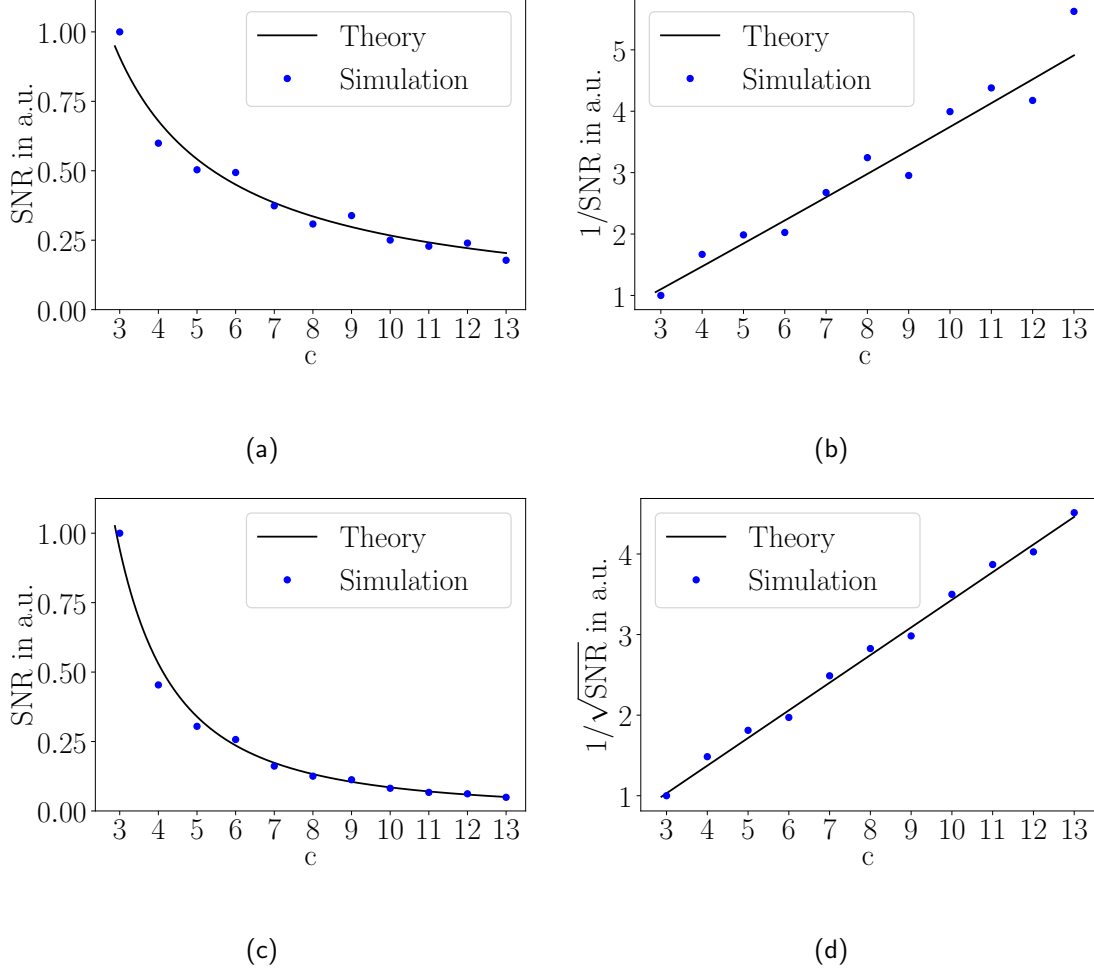 1.00
0.75
0.50
0.25
0.00
SNR in a.u.
Theory
Simulation
3 4 5 6 7 8 9 10 11 12 13
c
(a)
5
4
3
2
1
1/SNR in a.u.
Theory
Simulation
3 4 5 6 7 8 9 10 11 12 13
c
(b)
1.00
0.75
0.50
0.25
0.00
SNR in a.u.
Theory
Simulation
3 4 5 6 7 8 9 10 11 12 13
c
(c)
4
3
2
1
1/√SNR in a.u.
Theory
Simulation
3 4 5 6 7 8 9 10 11 12 13
c
(d)